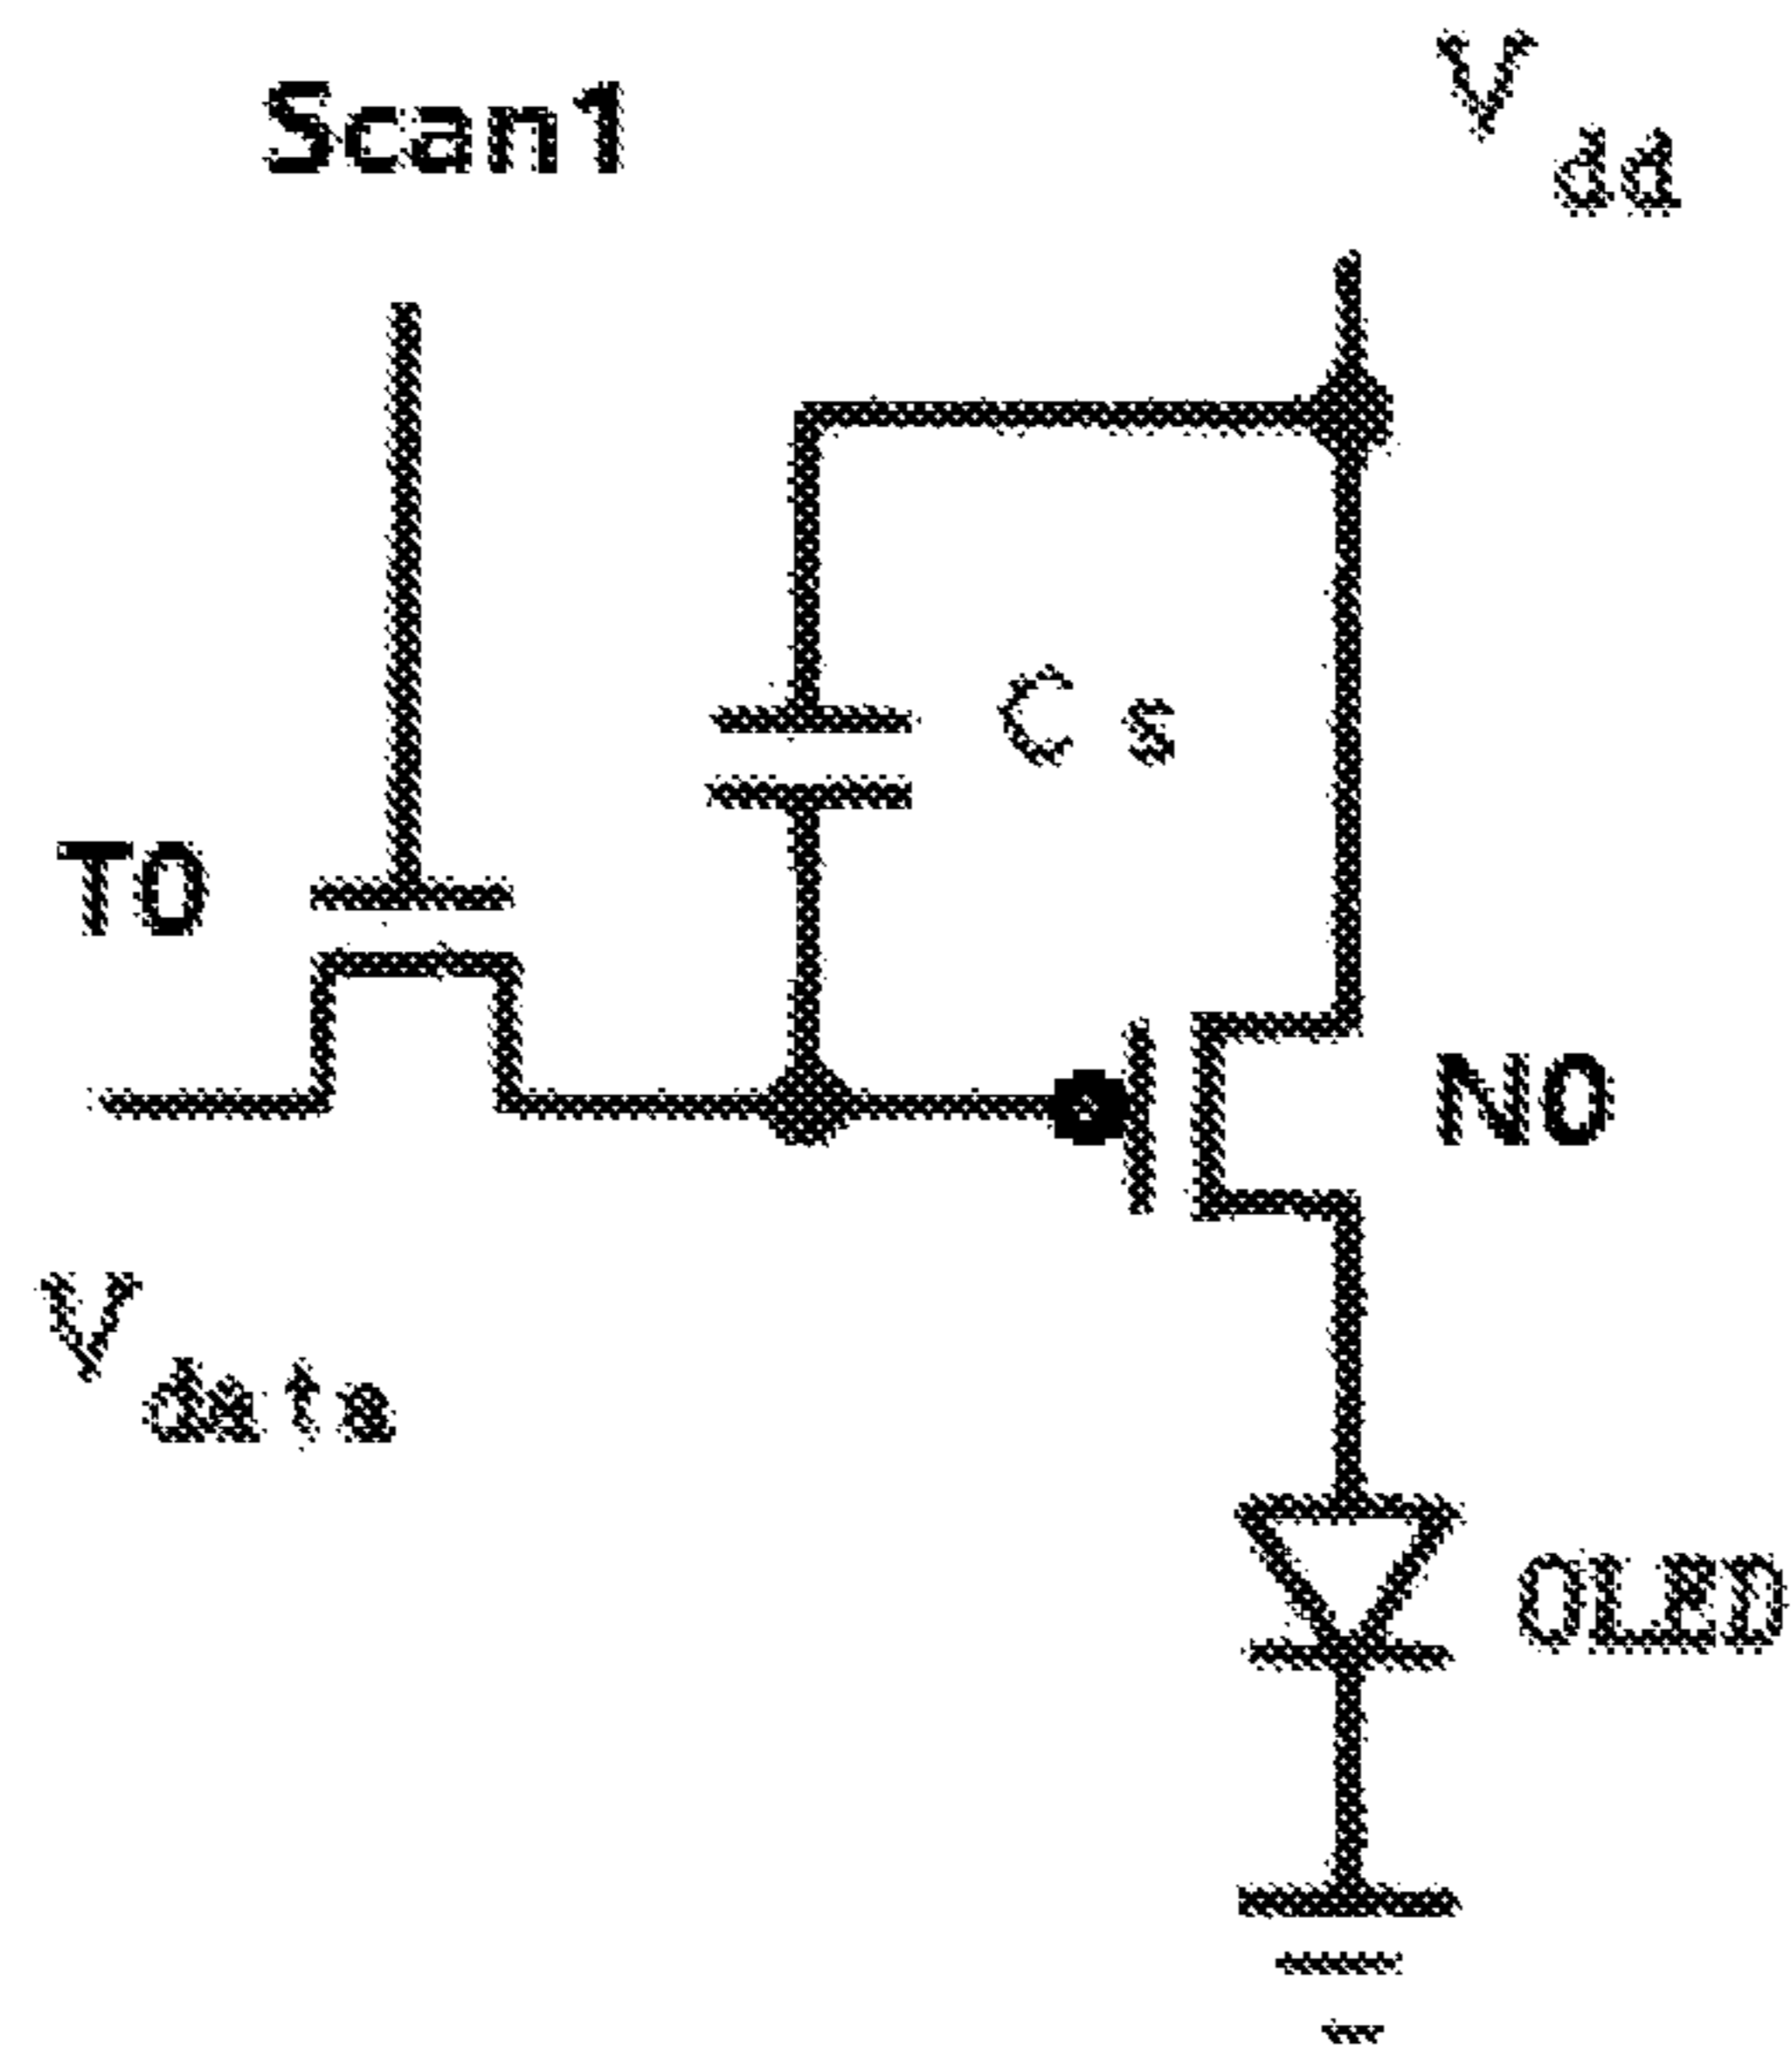 Scan1
Vdd
Cs
T0
N0
Vdata
OLED